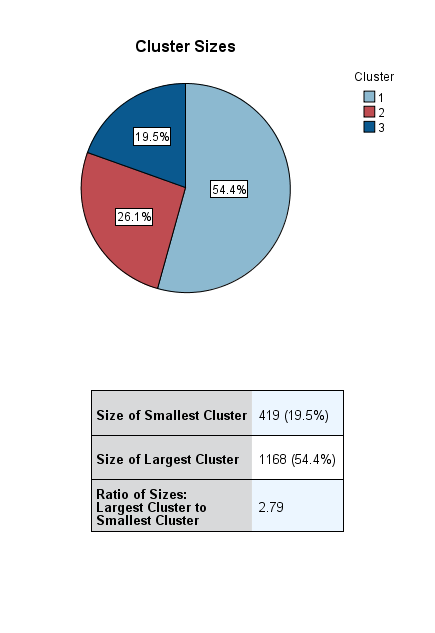 Cluster Sizes
Cluster
1
2
3
19.5%
54.4%
26.1%
Size of Smallest Cluster 419 (19.5%)
Size of Largest Cluster 1168 (54.4%)
Ratio of Sizes:
Largest Cluster to
Smallest Cluster
2.79